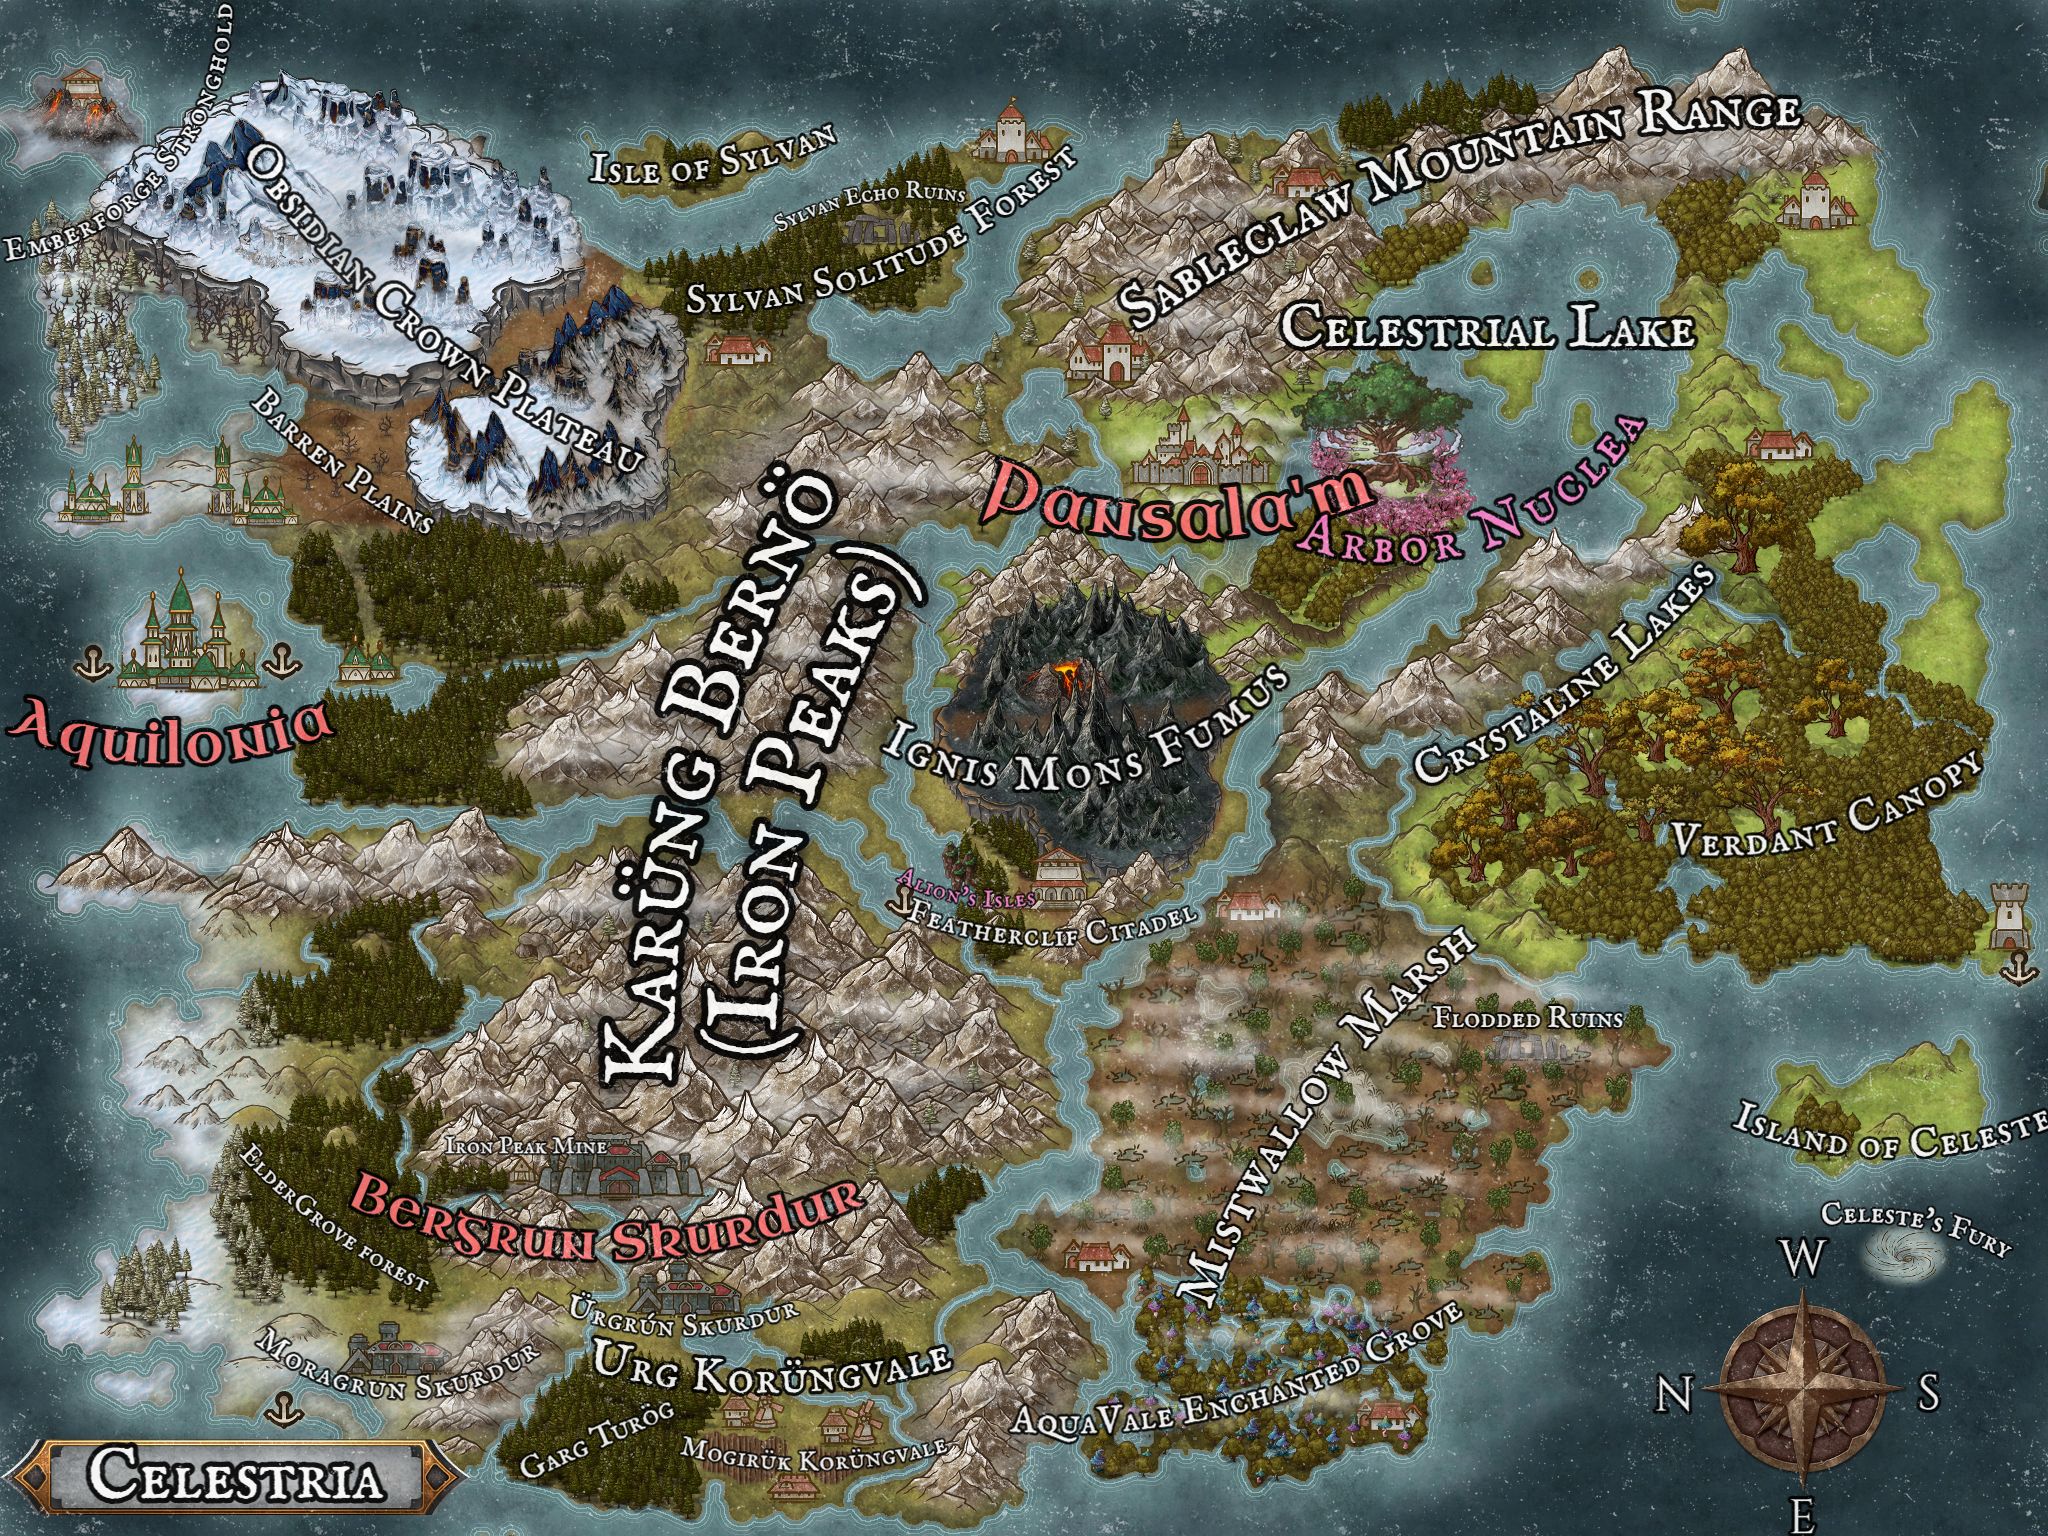 Emberforge Stronghold
Obsidian Crown Plateau
Isle of Sylvan
Sylvan Echo Ruins
Sylvan Solitude Forest
Sableclaw Mountain Range
Celestrial Lake
Barren Plains
Pansala'm
Arbor Nuclea
Karüng Bernö
(Iron Peaks)
Aquilonia
Ignis Mons Fumus
Crystaline Lakes
Verdant Canopy
Alion's Isles
Featherclif Citadel
Mistwallow Marsh
Flodded Ruins
Island of Celeste
Iron Peak Mine
Bergrun Skurdur
ElderGrove forest
Celeste's Fury
Ürgrún Skurdur
Moragrun Skurdur
Urg Korüngvale
Garg Turög
Mogirük Korüngvale
AquaVale Enchanted Grove
W
N
S
E
Celestria